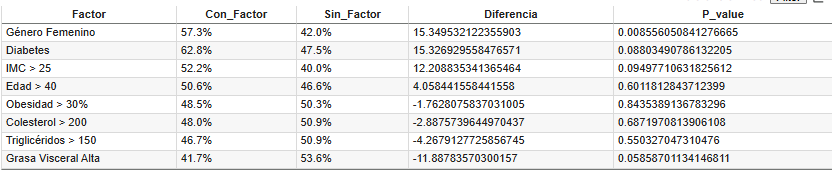 Factor Con_Factor Sin_Factor Diferencia P_value
Género Femenino 57.3% 42.0% 15.349532122355903 0.008556050841276665
Diabetes 62.8% 47.5% 15.326929558476571 0.08803490786132205
IMC > 25 52.2% 40.0% 12.208835341365464 0.09497710631825612
Edad > 40 50.6% 46.6% 4.058441558441558 0.6011812843712399
Obesidad > 30% 48.5% 50.3% -1.7628075837031005 0.8435389136783296
Colesterol > 200 48.0% 50.9% -2.8875739644970437 0.6871970813906108
Triglicéridos > 150 46.7% 50.9% -4.2679127725856745 0.550327047310476
Grasa Visceral Alta 41.7% 53.6% -11.88783570300157 0.05858701134146811